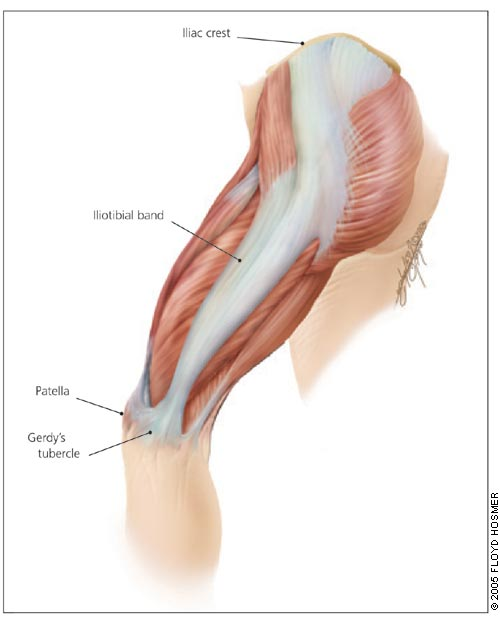 Iliac crest
Iliotibial band
Patella
Gerdy's
tubercle
© 2005 FLOYD HOSMER